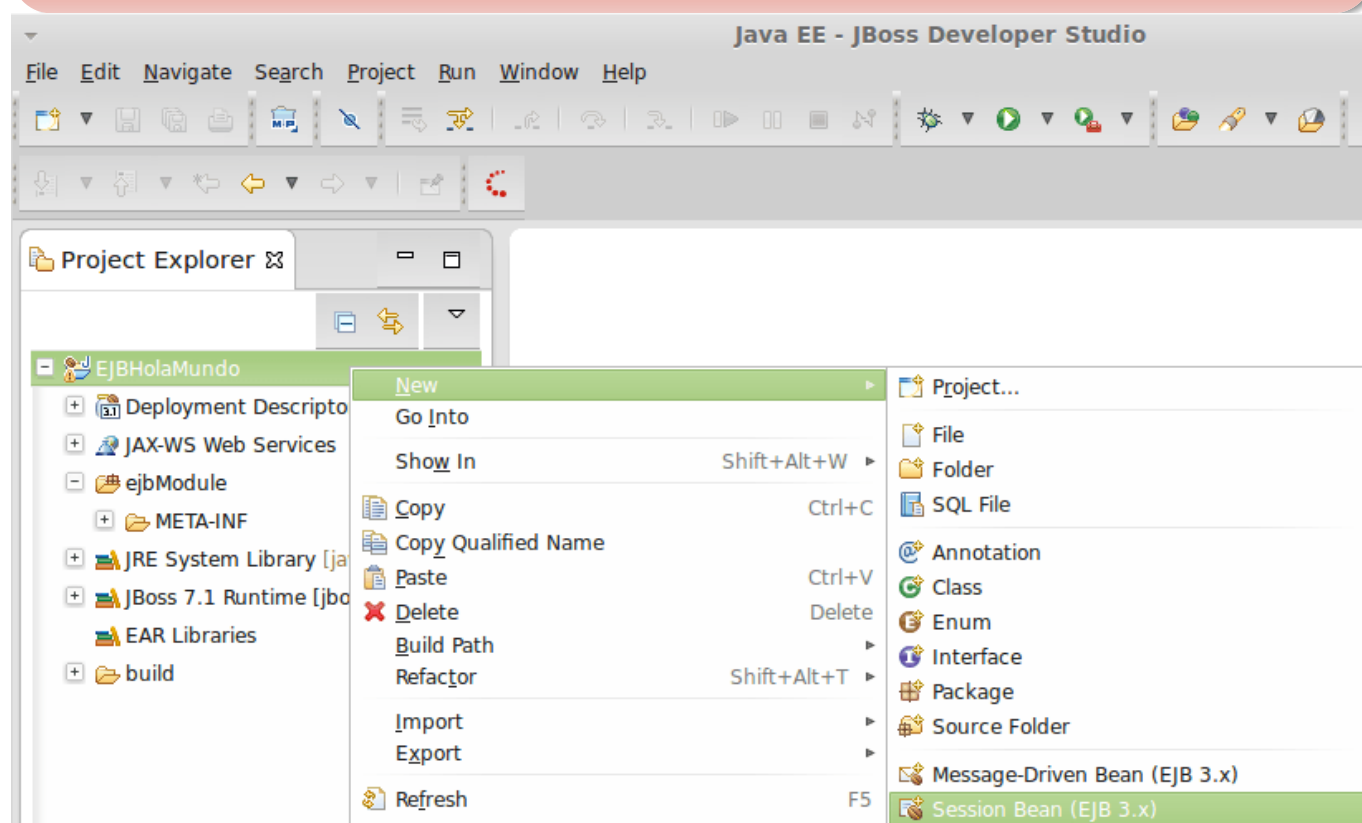 Java EE - JBoss Developer Studio
File Edit Navigate Search Project Run Window Help
Project Explorer
EJBHolaMundo
Deployment Descripto
JAX-WS Web Services
ejbModule
META-INF
JRE System Library [ja
JBoss 7.1 Runtime [jbo
EAR Libraries
build
New
Go Into
Show In Shift+Alt+W
Copy Ctrl+C
Copy Qualified Name
Paste Ctrl+V
Delete Delete
Build Path
Refactor Shift+Alt+T
Import
Export
Refresh F5
Project...
File
Folder
SQL File
Annotation
Class
Enum
Interface
Package
Source Folder
Message-Driven Bean (EJB 3.x)
Session Bean (EJB 3.x)